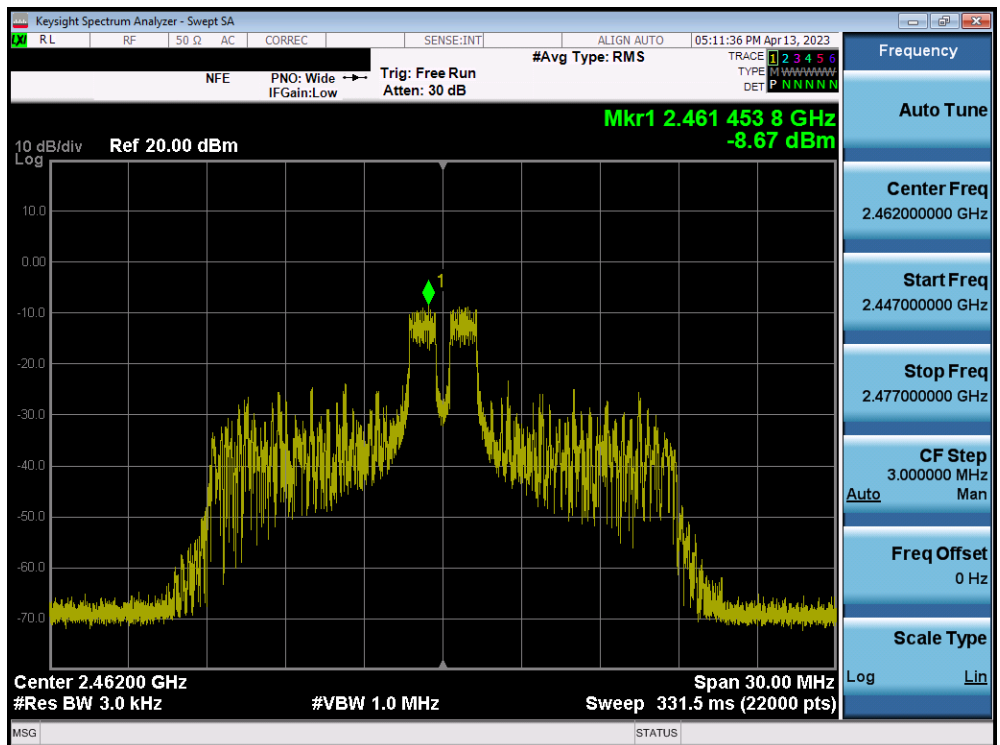 Keysight Spectrum Analyzer - Swept SA
LXI RL RF 50 Ω AC CORREC SENSE:INT ALIGN AUTO 05:11:36 PM Apr 13, 2023
NFE PNO: Wide Trig: Free Run #Avg Type: RMS TRACE 1 2 3 4 5 6
IFGain:Low Atten: 30 dB TYPE M WWWWW
DET P N N N N N
Mkr1 2.461 453 8 GHz
-8.67 dBm
10 dB/div Ref 20.00 dBm
Log
10.0
0.00
-10.0
-20.0
-30.0
-40.0
-50.0
-60.0
-70.0
1
Center 2.46200 GHz Span 30.00 MHz
#Res BW 3.0 kHz #VBW 1.0 MHz Sweep 331.5 ms (22000 pts)
MSG STATUS
Frequency
Auto Tune
Center Freq
2.462000000 GHz
Start Freq
2.447000000 GHz
Stop Freq
2.477000000 GHz
CF Step
3.000000 MHz
Auto Man
Freq Offset
0 Hz
Scale Type
Log Lin